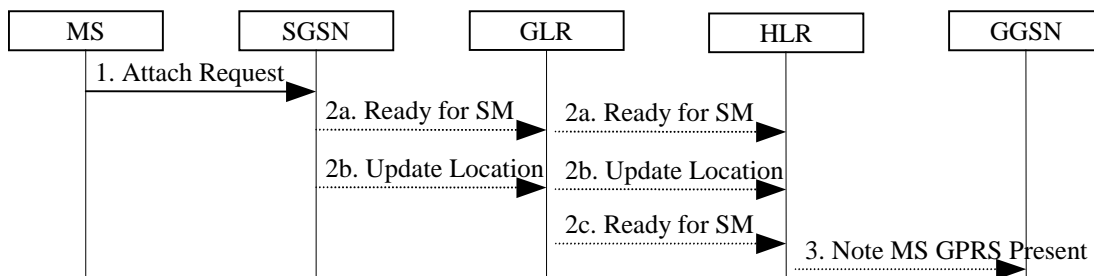 MS SGSN GLR HLR GGSN
1. Attach Request
2a. Ready for SM 2a. Ready for SM
2b. Update Location 2b. Update Location
2c. Ready for SM
3. Note MS GPRS Present